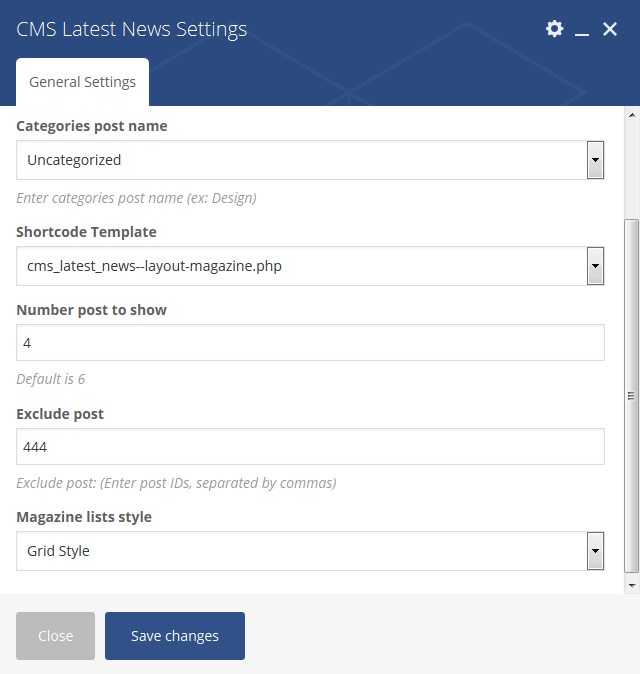 CMS Latest News Settings
General Settings
Categories post name
Uncategorized
Enter categories post name (ex: Design)
Shortcode Template
cms_latest_news--layout-magazine.php
Number post to show
4
Default is 6
Exclude post
444
Exclude post: (Enter post IDs, separated by commas)
Magazine lists style
Grid Style
Close
Save changes